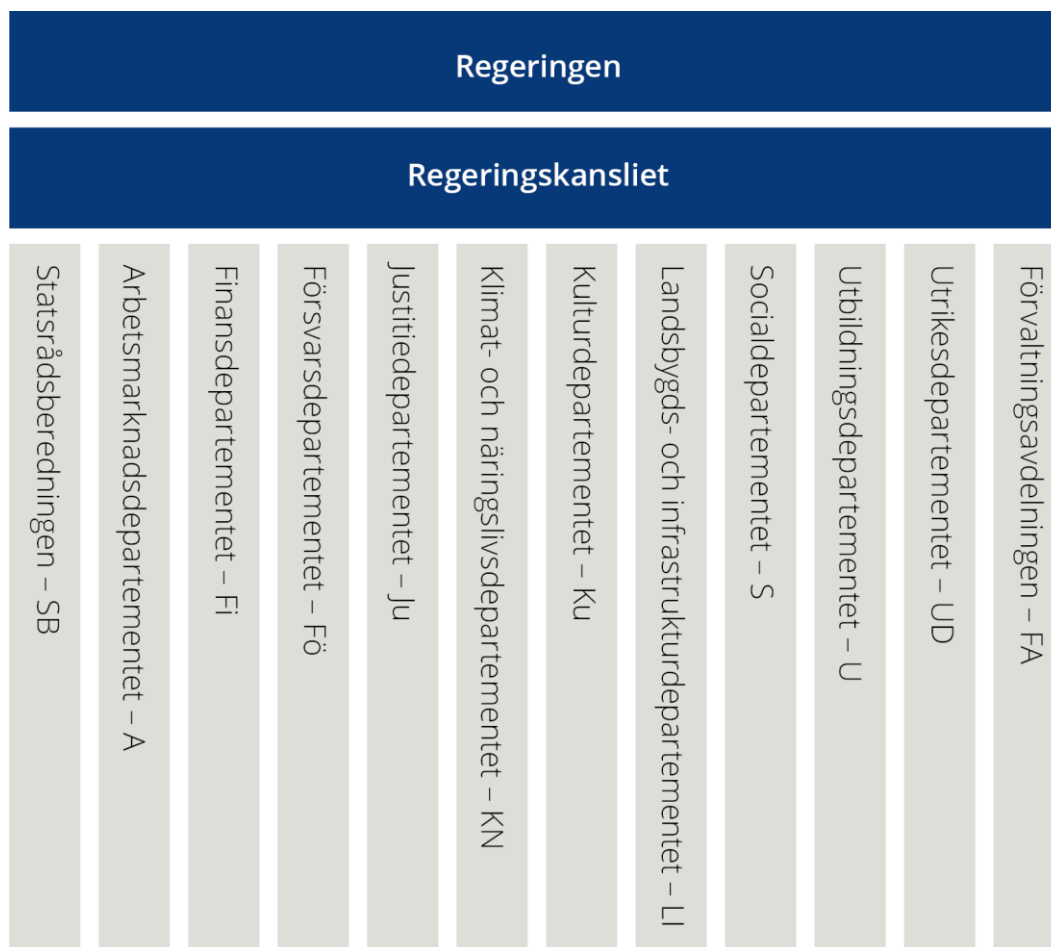 Regeringen
Regeringskansliet
Statsrådsberedningen – SB
Arbetsmarknadsdepartementet – A
Finansdepartementet – Fi
Försvarsdepartementet – Fö
Justitiedepartementet – Ju
Klimat- och näringslivsdepartementet – KN
Kulturdepartementet – Ku
Landsbygds- och infrastrukturdepartementet – LI
Socialdepartementet – S
Utbildningsdepartementet – U
Utrikesdepartementet – UD
Förvaltningsavdelningen – FA